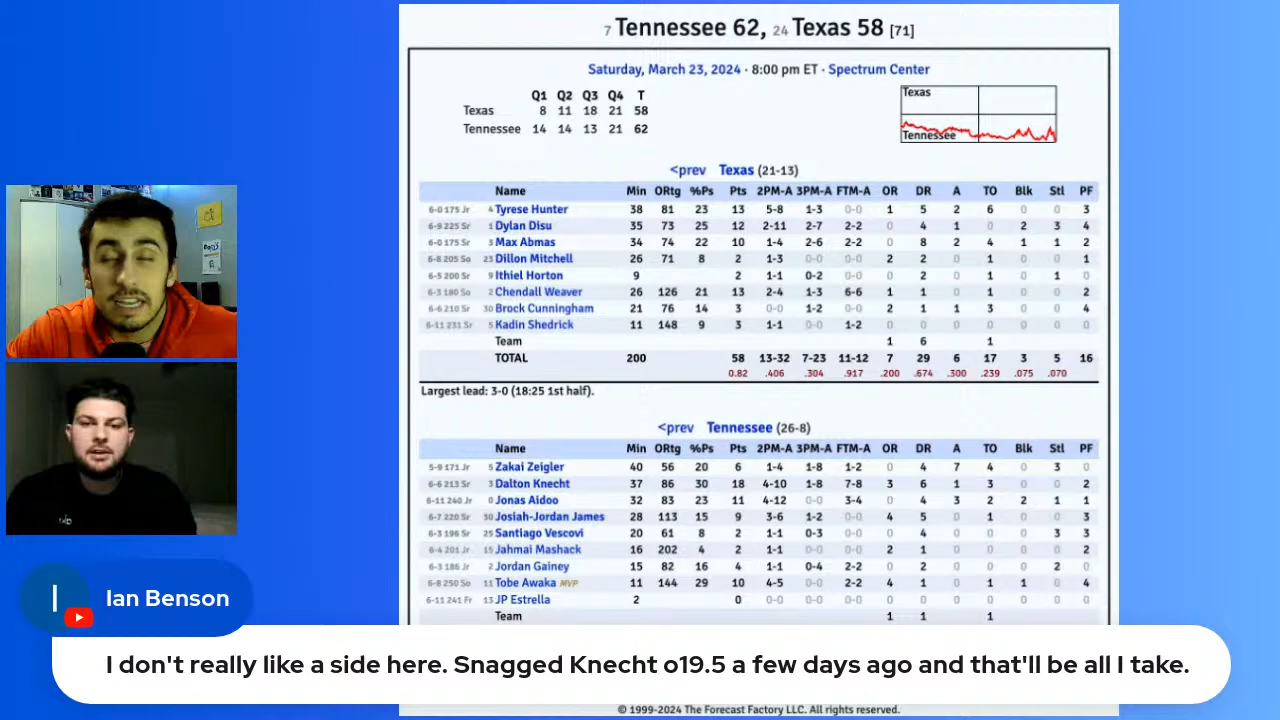 7 Tennessee 62, 24 Texas 58 [71]
Saturday, March 23, 2024 · 8:00 pm ET · Spectrum Center
Q1 Q2 Q3 Q4 T
Texas 8 11 18 21 58
Tennessee 14 14 13 21 62
Texas
Tennessee
<prev Texas (21-13)
Name Min ORtg %Ps Pts 2PM-A 3PM-A FTM-A OR DR A TO Blk Stl PF
6-0 175 Jr 4 Tyrese Hunter 38 81 23 13 5-8 1-3 0-0 1 5 2 6 0 0 3
6-9 225 Sr 1 Dylan Disu 35 73 25 12 2-11 2-7 2-2 0 4 1 0 2 3 4
6-0 175 Sr 3 Max Abmas 34 74 22 10 1-4 2-6 2-2 0 8 2 4 1 1 2
6-8 205 So 23 Dillon Mitchell 26 71 8 2 1-3 0-0 0-0 2 2 0 1 0 0 1
6-5 200 Sr 9 Ithiel Horton 9 2 1-1 0-2 0-0 0 2 0 1 0 1 0
6-3 180 So 2 Chendall Weaver 26 126 21 13 2-4 1-3 6-6 1 1 0 1 0 0 2
6-6 210 Sr 30 Brock Cunningham 21 76 14 3 0-0 1-2 0-0 2 1 1 3 0 0 4
6-11 231 Sr 5 Kadin Shedrick 11 148 9 3 1-1 0-0 1-2 0 0 0 0 0 0 0
Team 1 6 1
TOTAL 200 58 13-32 7-23 11-12 7 29 6 17 3 5 16
0.82 .406 .304 .917 .200 .674 .300 .239 .075 .070
Largest lead: 3-0 (18:25 1st half).
<prev Tennessee (26-8)
Name Min ORtg %Ps Pts 2PM-A 3PM-A FTM-A OR DR A TO Blk Stl PF
5-9 171 Jr 5 Zakai Zeigler 40 56 20 6 1-4 1-8 1-2 0 4 7 4 0 3 0
6-6 213 Sr 3 Dalton Knecht 37 86 30 18 4-10 1-8 7-8 3 6 1 3 0 0 2
6-11 240 Jr 0 Jonas Aidoo 32 83 23 11 4-12 0-0 3-4 0 4 3 2 2 1 1
6-7 220 Sr 30 Josiah-Jordan James 28 113 15 9 3-6 1-2 0-0 4 5 0 1 0 0 3
6-3 196 Sr 25 Santiago Vescovi 20 61 8 2 1-1 0-3 0-0 0 4 0 0 0 3 3
6-4 201 Jr 15 Jahmai Mashack 16 202 4 2 1-1 0-0 0-0 2 1 0 0 0 0 2
6-3 186 Jr 2 Jordan Gainey 15 82 16 4 1-1 0-4 2-2 0 2 0 0 0 2 0
6-8 250 So 11 Tobe Awaka MVP 11 144 29 10 4-5 0-0 2-2 4 1 0 1 1 0 4
6-11 241 Fr 13 JP Estrella 2 0 0-0 0-0 0-0 0 0 0 0 0 0 0
Team 1 1 1
I
Ian Benson
I don't really like a side here. Snagged Knecht o19.5 a few days ago and that'll be all I take.
© 1999-2024 The Forecast Factory LLC. All rights reserved.